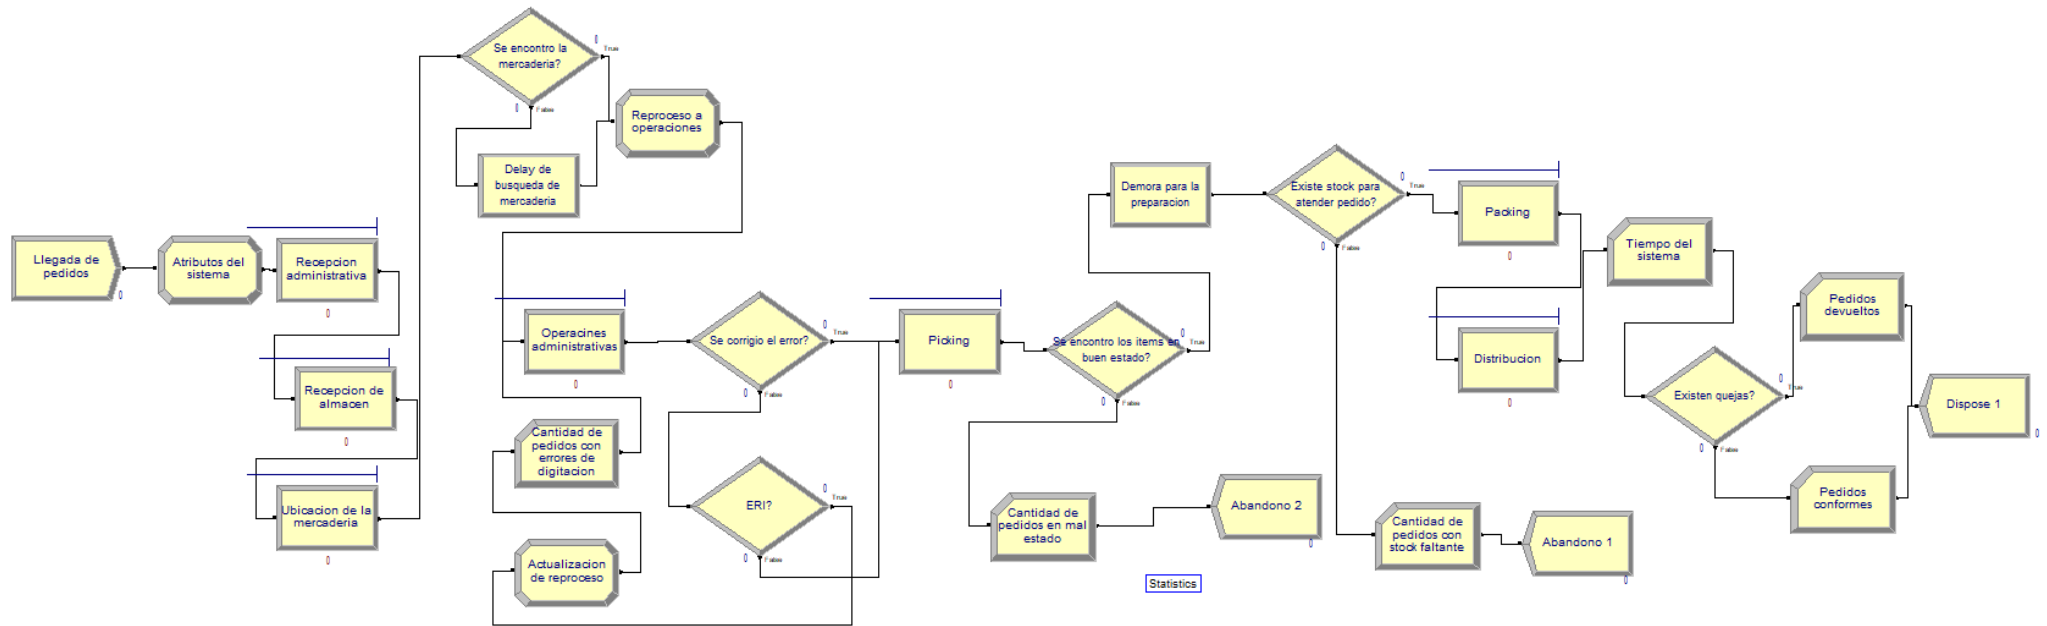 Llegada de
pedidos
0
Atributos del
sistema
Recepcion
administrativa
0
Recepcion de
almacen
0
Ubicacion de la
mercaderia
0
Se encontro la
mercaderia?
0
True
0
False
Delay de
busqueda de
mercaderia
Reproceso a
operaciones
Operacines
administrativas
0
Cantidad de
pedidos con
errores de
digitacion
Actualizacion
de reproceso
Se corrigio el error?
0
True
0
False
ERI?
0
True
0
False
Picking
0
Se encontro los items en
buen estado?
0
True
0
False
Cantidad de
pedidos en mal
estado
Abandono 2
0
Demora para la
preparacion
Existe stock para
atender pedido?
0
True
0
False
Cantidad de
pedidos con
stock faltante
Abandono 1
0
Packing
0
Distribucion
0
Tiempo del
sistema
Existen quejas?
0
True
0
False
Pedidos
devueltos
Pedidos
conformes
Dispose 1
0
Statistics